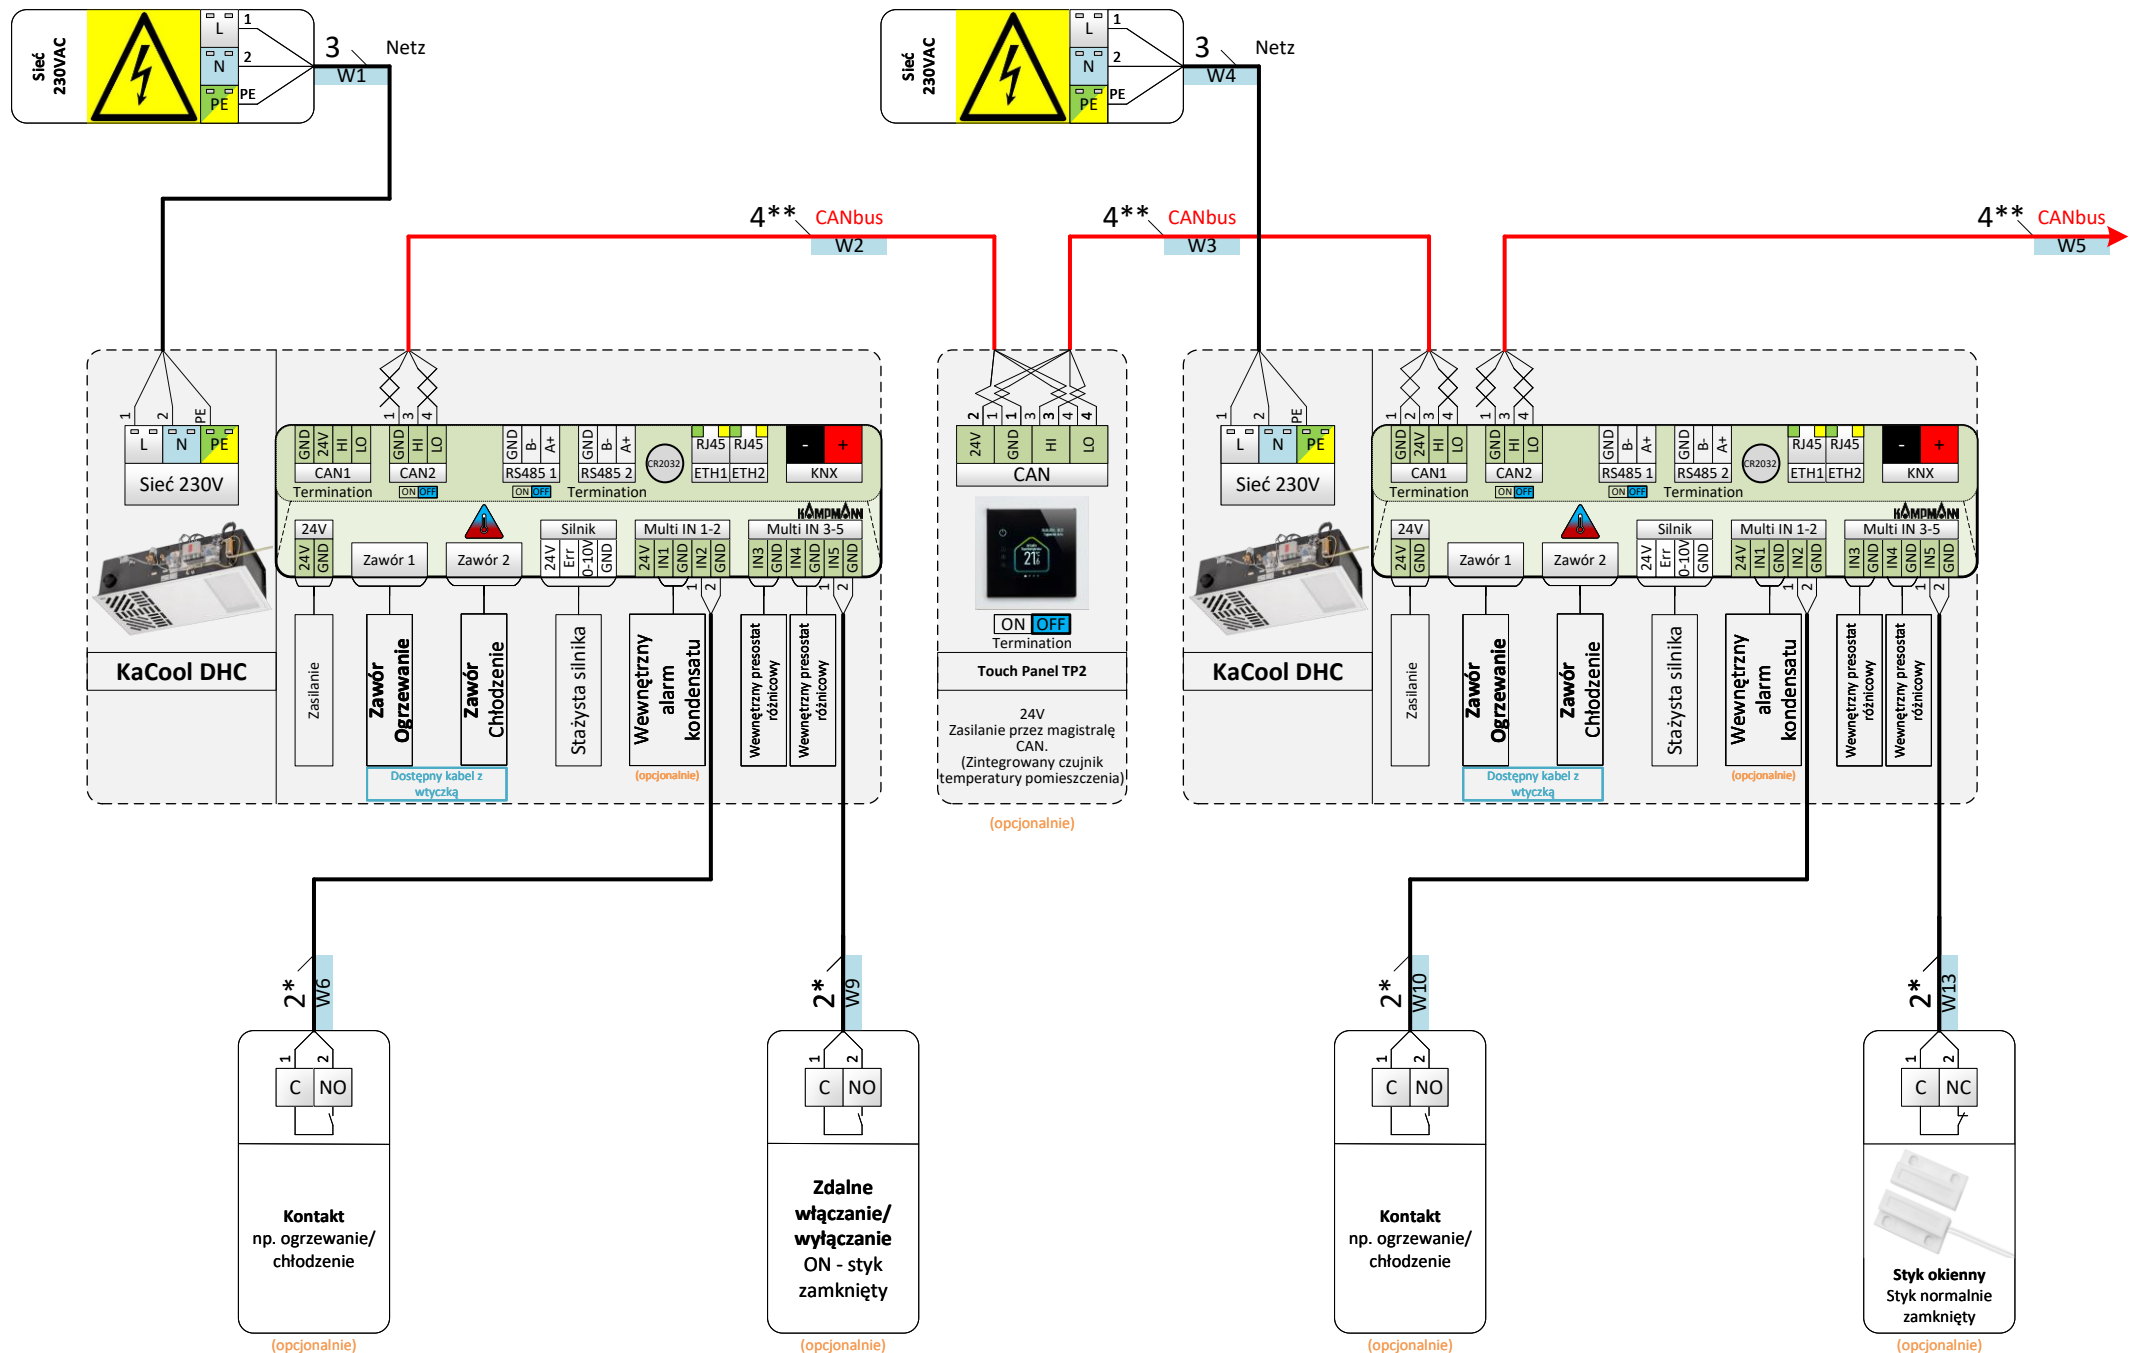 Sieć
230VAC
L
N
PE
1
2
PE
3
Netz
W1
Sieć
230VAC
L
N
PE
1
2
PE
3
Netz
W4
4** CANbus
W2
4** CANbus
W3
4** CANbus
W5
1 2 PE
L N PE
Sieć 230V
KaCool DHC
1 3 4
GND 24V HI LO
CAN1
GND HI LO
CAN2
GND B- A+
RS485 1
GND B- A+
RS485 2
CR2032
RJ45 RJ45
ETH1 ETH2
- +
KNX
Termination
ON OFF
ON OFF
Termination
KAMPMANN
24V
24V GND
Zawór 1
Zawór 2
Silnik
24V Err 0-10V GND
Multi IN 1-2
24V IN1 GND IN2 GND
Multi IN 3-5
IN3 GND IN4 GND IN5 GND
1 2
1 2
Zasilanie
Zawór
Ogrzewanie
Zawór
Chłodzenie
Stażysta silnika
Wewnętrzny
alarm
kondensatu
Wewnętrzny presostat
różnicowy
Wewnętrzny presostat
różnicowy
Dostępny kabel z
wtyczką
(opcjonalnie)
2 1 1 3 3 4 4
24V GND HI LO
CAN
21
ON OFF
Termination
Touch Panel TP2
24V
Zasilanie przez magistralę
CAN.
(Zintegrowany czujnik
temperatury pomieszczenia)
(opcjonalnie)
1 2 PE
L N PE
Sieć 230V
KaCool DHC
1 2 3 4
1 3 4
GND 24V HI LO
CAN1
GND HI LO
CAN2
GND B- A+
RS485 1
GND B- A+
RS485 2
CR2032
RJ45 RJ45
ETH1 ETH2
- +
KNX
Termination
ON OFF
ON OFF
Termination
KAMPMANN
24V
24V GND
Zawór 1
Zawór 2
Silnik
24V Err 0-10V GND
Multi IN 1-2
24V IN1 GND IN2 GND
Multi IN 3-5
IN3 GND IN4 GND IN5 GND
1 2
1 2
Zasilanie
Zawór
Ogrzewanie
Zawór
Chłodzenie
Stażysta silnika
Wewnętrzny
alarm
kondensatu
Wewnętrzny presostat
różnicowy
Wewnętrzny presostat
różnicowy
Dostępny kabel z
wtyczką
(opcjonalnie)
2*
W6
1 2
C NO
Kontakt
np. ogrzewanie/
chłodzenie
(opcjonalnie)
2*
W9
1 2
C NO
Zdalne
włączanie/
wyłączanie
ON - styk
zamknięty
(opcjonalnie)
2*
W10
1 2
C NO
Kontakt
np. ogrzewanie/
chłodzenie
(opcjonalnie)
2*
W13
1 2
C NC
Styk okienny
Styk normalnie
zamknięty
(opcjonalnie)